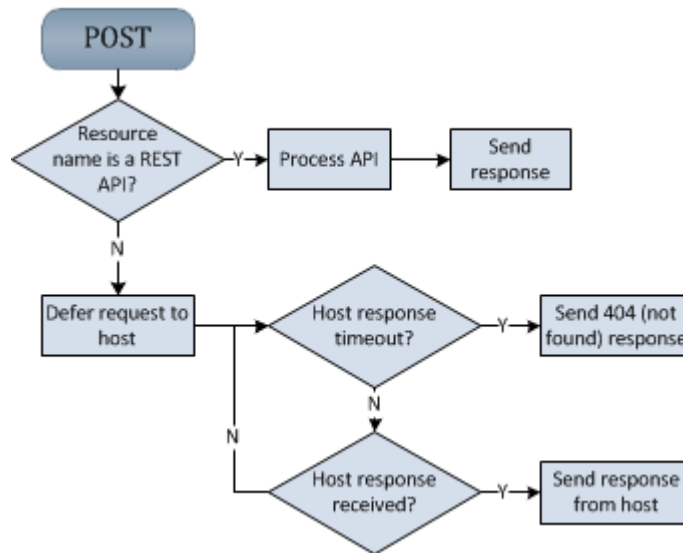 POST
Resource
name is a REST
API?
Y
Process API
Send
response
N
Defer request to
host
Host response
timeout?
Y
Send 404 (not
found) response
N
N
Host response
received?
Y
Send response
from host